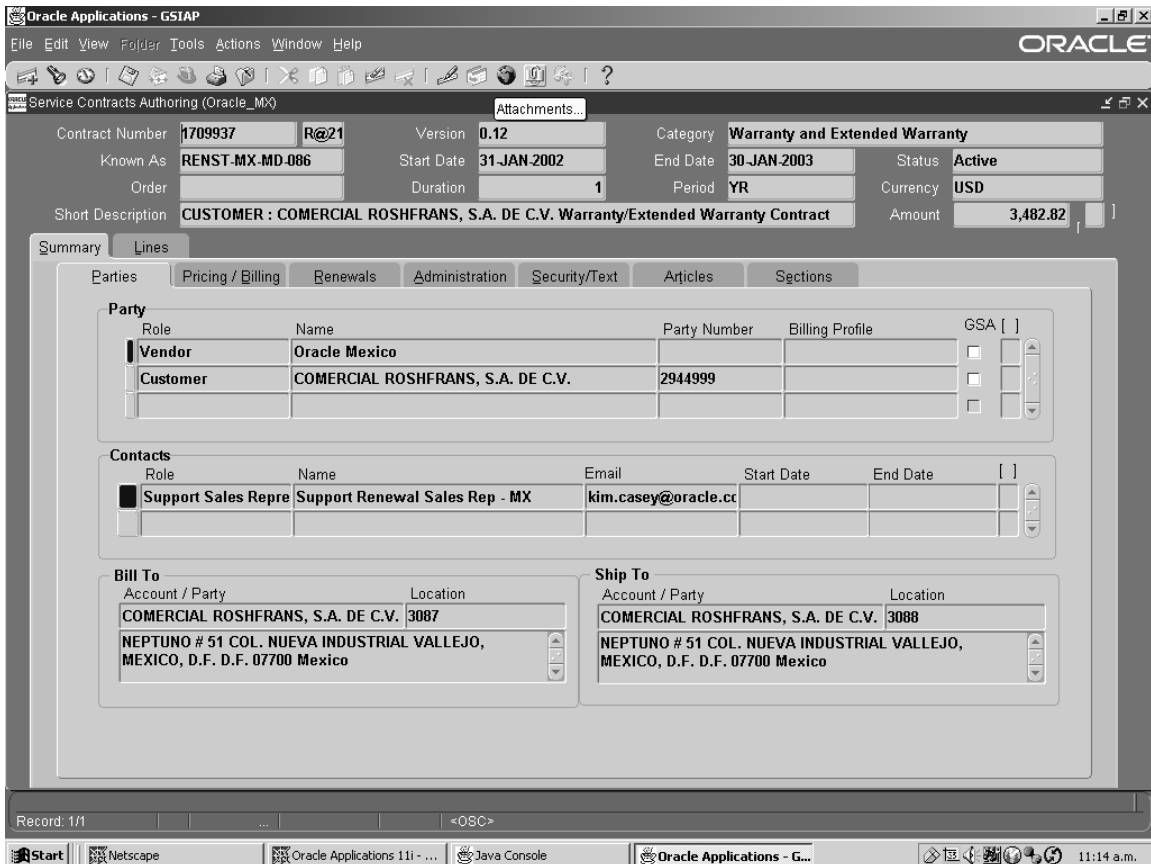 Oracle Applications - GSIAP
File Edit View Folder Tools Actions Window Help
ORACLE
Service Contracts Authoring (Oracle_MX)
Attachments...
Contract Number 1709937 R@21 Version 0.12 Category Warranty and Extended Warranty
Known As RENST-MX-MD-086 Start Date 31-JAN-2002 End Date 30-JAN-2003 Status Active
Order Duration 1 Period YR Currency USD
Short Description CUSTOMER : COMERCIAL ROSHFRANS, S.A. DE C.V. Warranty/Extended Warranty Contract Amount 3,482.82 [ ]
Summary Lines
Parties Pricing / Billing Renewals Administration Security/Text Articles Sections
Party
Role Name Party Number Billing Profile GSA [ ]
Vendor Oracle Mexico
Customer COMERCIAL ROSHFRANS, S.A. DE C.V. 2944999
Contacts
Role Name Email Start Date End Date [ ]
Support Sales Repre Support Renewal Sales Rep - MX kim.casey@oracle.cc
Bill To
Account / Party Location
COMERCIAL ROSHFRANS, S.A. DE C.V. 3087
NEPTUNO # 51 COL. NUEVA INDUSTRIAL VALLEJO,
MEXICO, D.F. D.F. 07700 Mexico
Ship To
Account / Party Location
COMERCIAL ROSHFRANS, S.A. DE C.V. 3088
NEPTUNO # 51 COL. NUEVA INDUSTRIAL VALLEJO,
MEXICO, D.F. D.F. 07700 Mexico
Record: 1/1 ... <OSC>
Start Netscape Oracle Applications 11i - ... Java Console Oracle Applications - G... 11:14 a.m.